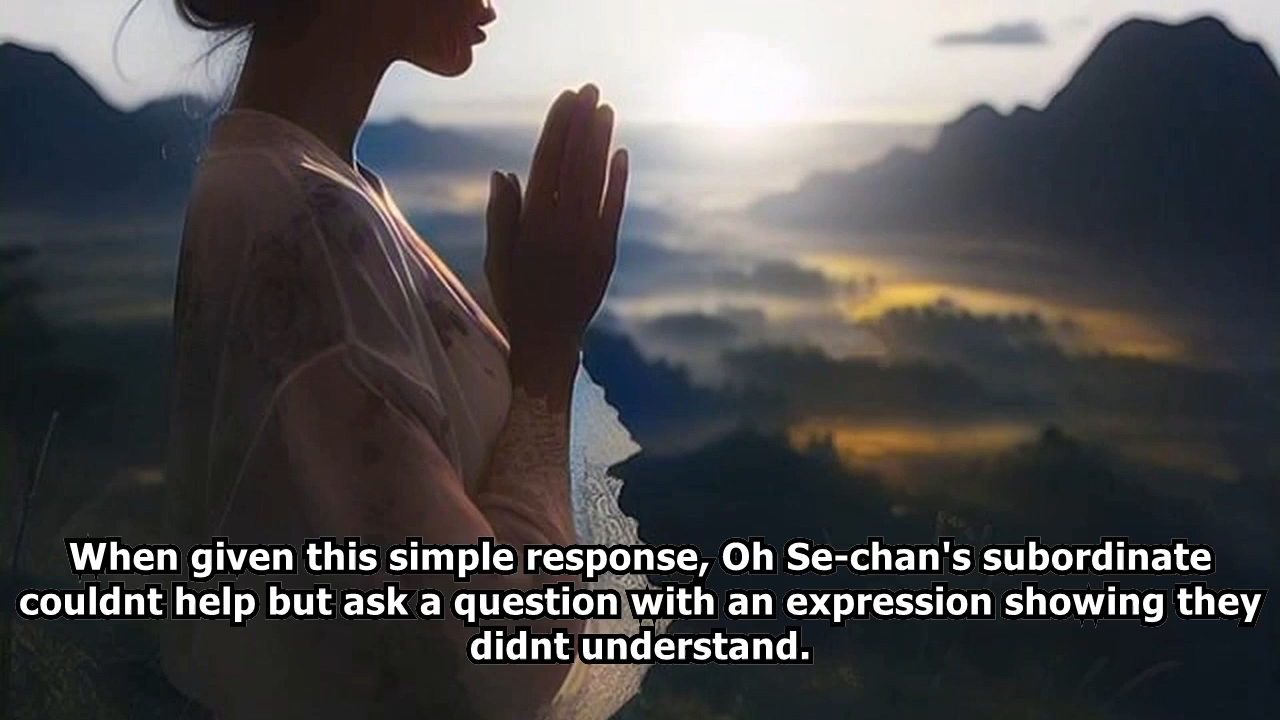 When given this simple response, Oh Se-chan's subordinate
couldnt help but ask a question with an expression showing they
didnt understand.